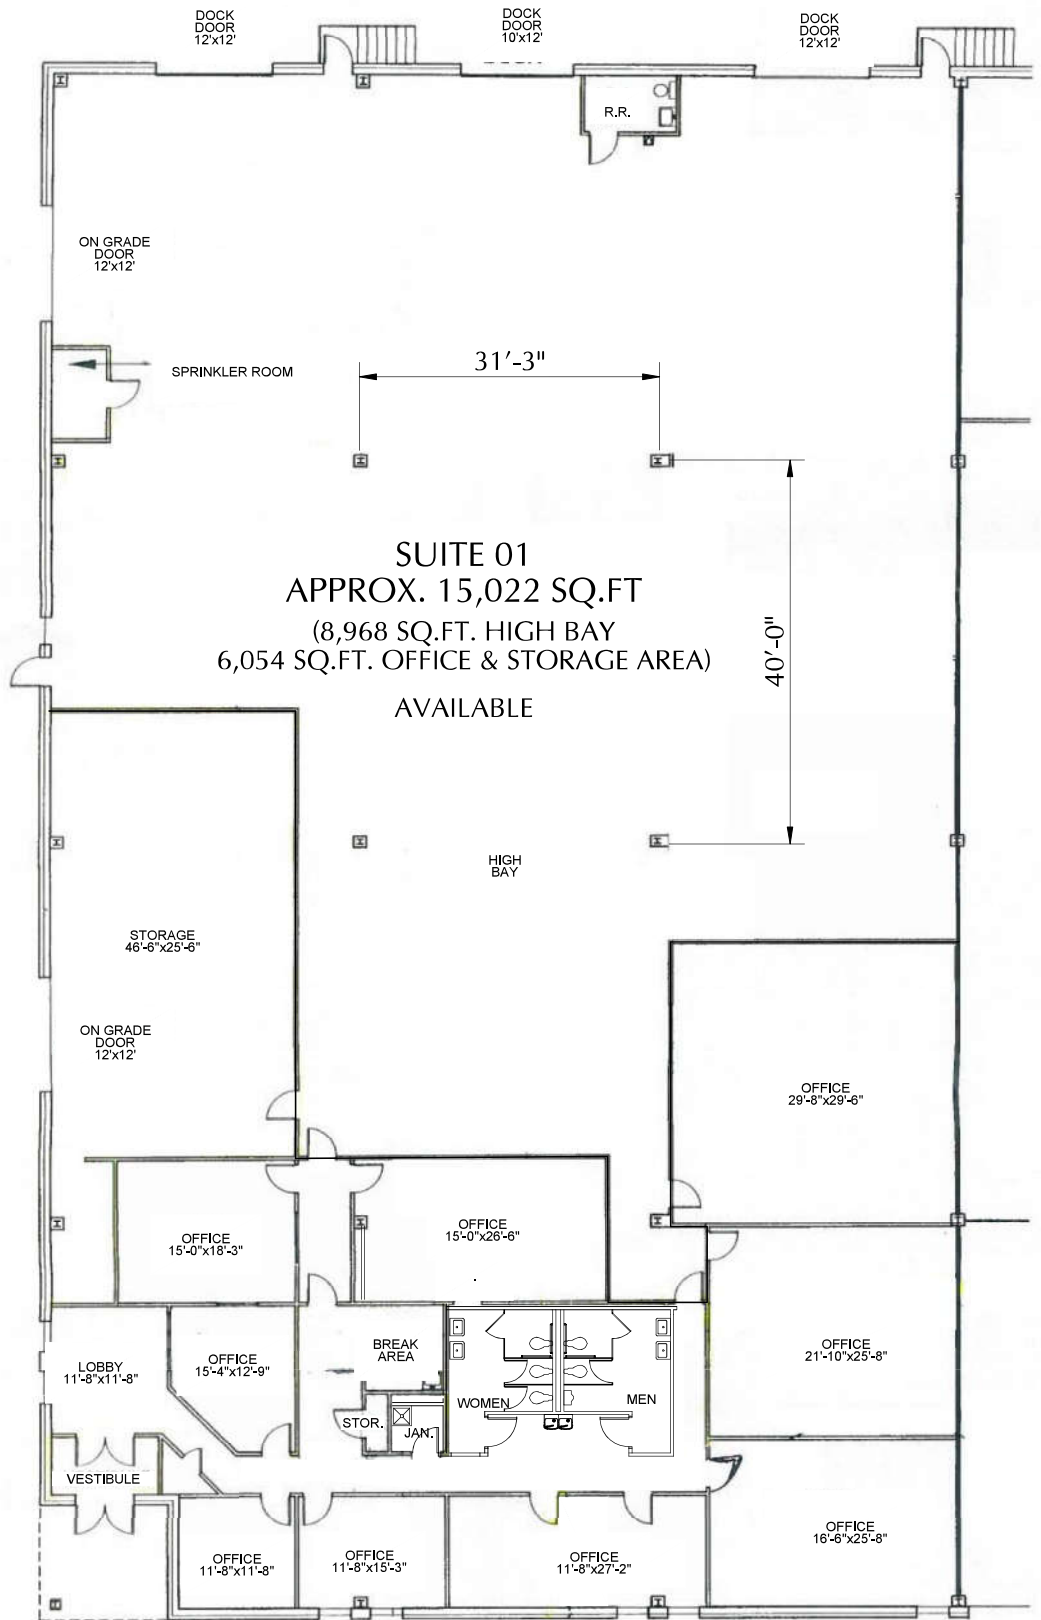 DOCK
DOOR
12'x12'
DOCK
DOOR
10'x12'
DOCK
DOOR
12'x12'
R.R.
ON GRADE
DOOR
12'x12'
SPRINKLER ROOM
31'-3"
SUITE 01
APPROX. 15,022 SQ.FT
(8,968 SQ.FT. HIGH BAY
6,054 SQ.FT. OFFICE & STORAGE AREA)
AVAILABLE
40'-0"
HIGH
BAY
STORAGE
46'-6"x25'-6"
ON GRADE
DOOR
12'x12'
OFFICE
29'-8"x29'-6"
OFFICE
15'-0"x18'-3"
OFFICE
15'-0"x26'-6"
LOBBY
11'-8"x11'-8"
OFFICE
15'-4"x12'-9"
BREAK
AREA
OFFICE
21'-10"x25'-8"
STOR.
JAN.
WOMEN
MEN
VESTIBULE
OFFICE
11'-8"x11'-8"
OFFICE
11'-8"x15'-3"
OFFICE
11'-8"x27'-2"
OFFICE
16'-6"x25'-8"